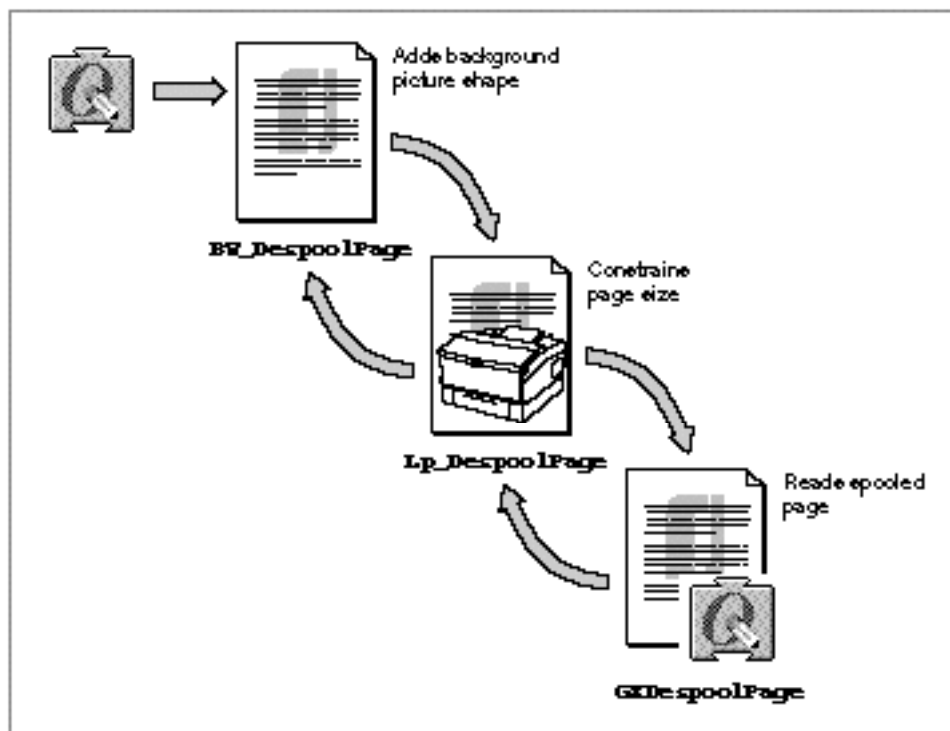 Adds background
picture shape
BW_DespoolPage
Constrains
page size
Lp_DespoolPage
Reads spooled
page
GXDespoolPage